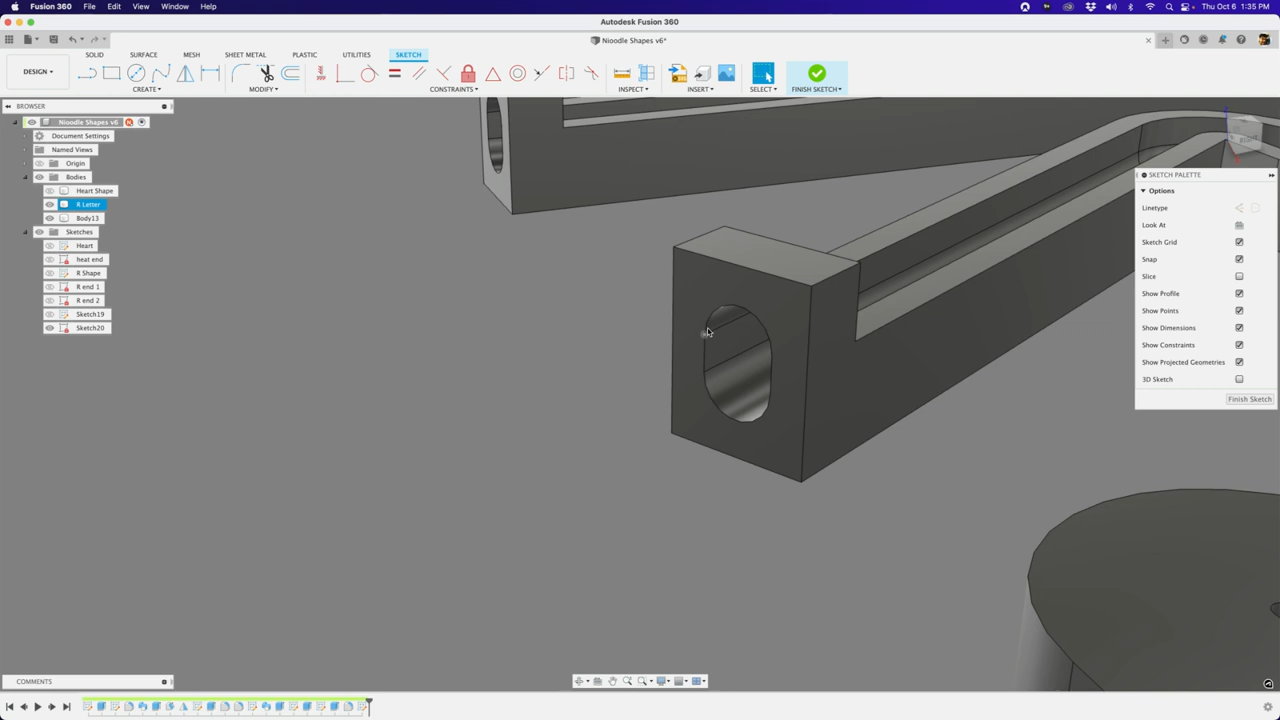 Fusion 360 File Edit View Window Help
Thu Oct 6 1:35 PM
Autodesk Fusion 360
Nioodle Shapes v6*
SOLID SURFACE MESH SHEET METAL PLASTIC UTILITIES SKETCH
DESIGN
CREATE MODIFY CONSTRAINTS INSPECT INSERT SELECT FINISH SKETCH
BROWSER
Nioodle Shapes v6
Document Settings
Named Views
Origin
Bodies
Heart Shape
R Letter
Body13
Sketches
Heart
heat end
R Shape
R end 1
R end 2
Sketch19
Sketch20
SKETCH PALETTE
Options
Linetype
Look At
Sketch Grid
Snap
Slice
Show Profile
Show Points
Show Dimensions
Show Constraints
Show Projected Geometries
3D Sketch
Finish Sketch
COMMENTS